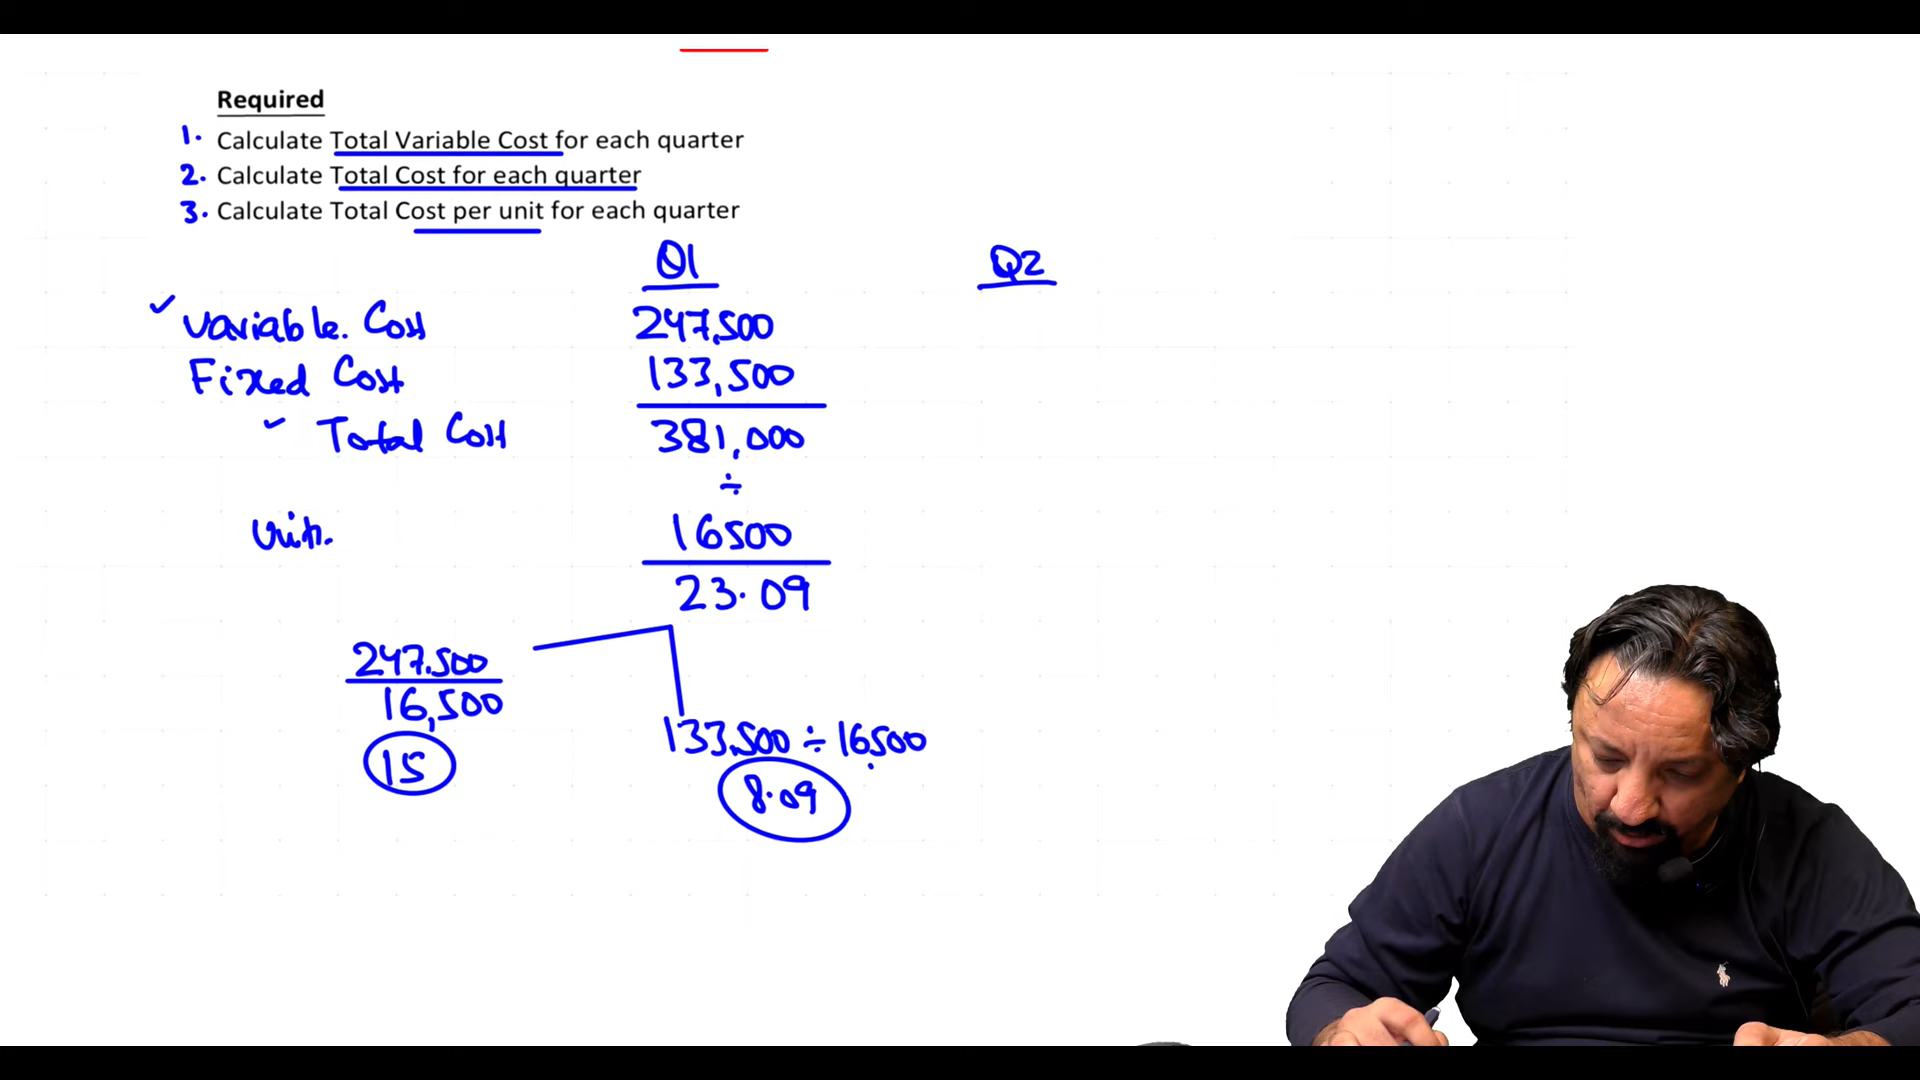 Required
1. Calculate Total Variable Cost for each quarter
2. Calculate Total Cost for each quarter
3. Calculate Total Cost per unit for each quarter
Q1 Q2
Variable. Cost 247,500
Fixed Cost 133,500
Total Cost 381,000
÷
Unit. 16500
23.09
247.500
16,500
133.500 ÷ 16500
15
8.09